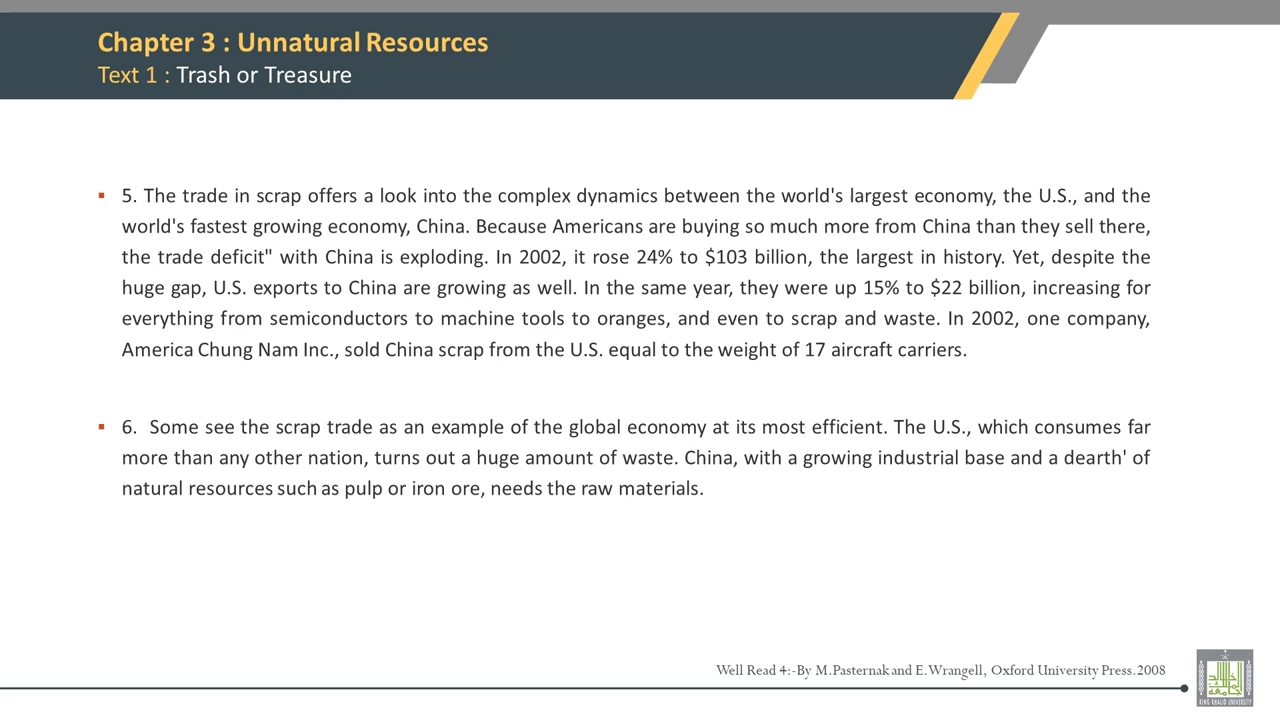 Chapter 3 : Unnatural Resources
Text 1 : Trash or Treasure
▪ 5. The trade in scrap offers a look into the complex dynamics between the world's largest economy, the U.S., and the
world's fastest growing economy, China. Because Americans are buying so much more from China than they sell there,
the trade deficit" with China is exploding. In 2002, it rose 24% to $103 billion, the largest in history. Yet, despite the
huge gap, U.S. exports to China are growing as well. In the same year, they were up 15% to $22 billion, increasing for
everything from semiconductors to machine tools to oranges, and even to scrap and waste. In 2002, one company,
America Chung Nam Inc., sold China scrap from the U.S. equal to the weight of 17 aircraft carriers.
▪ 6. Some see the scrap trade as an example of the global economy at its most efficient. The U.S., which consumes far
more than any other nation, turns out a huge amount of waste. China, with a growing industrial base and a dearth' of
natural resources such as pulp or iron ore, needs the raw materials.
Well Read 4:-By M.Pasternak and E.Wrangell, Oxford University Press.2008
KING KHALID UNIVERSITY